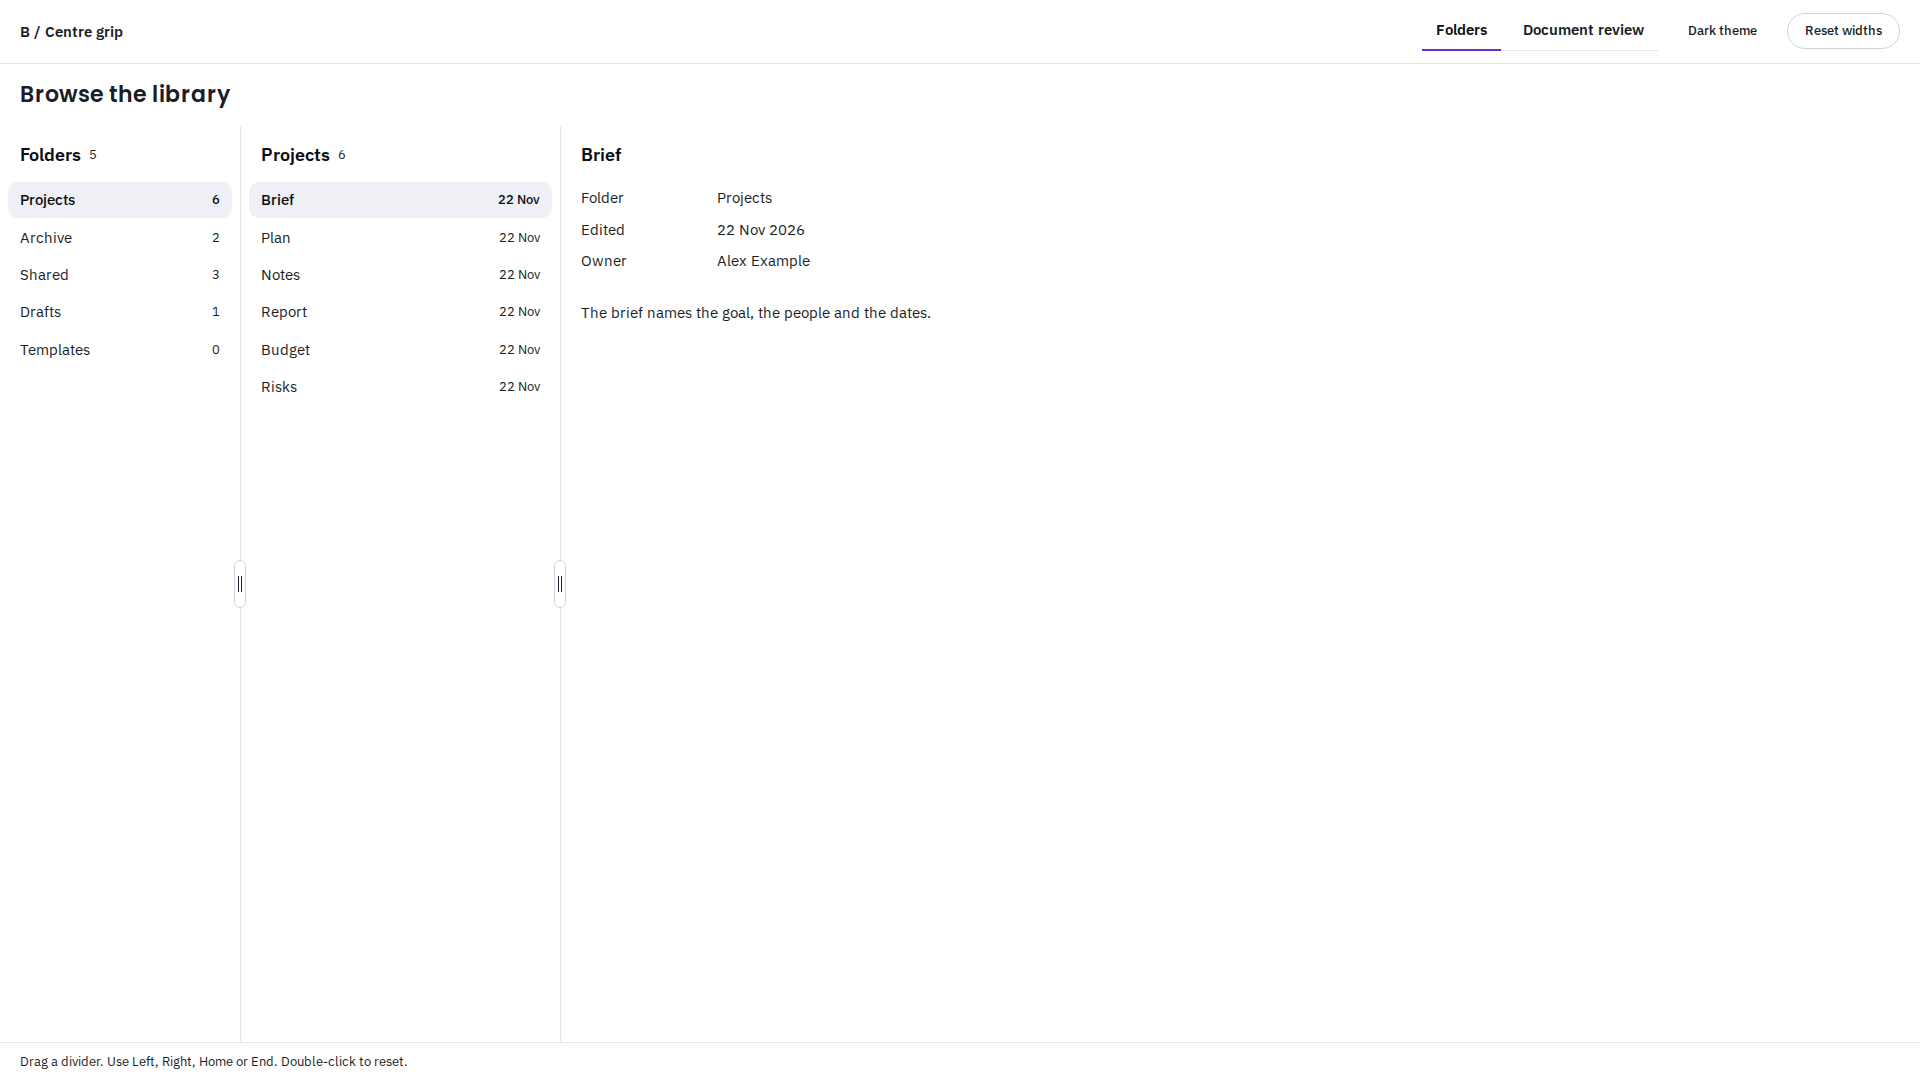 B / Centre grip
Folders
Document review
Dark theme
Reset widths
Browse the library
Folders 5
Projects 6
Archive 2
Shared 3
Drafts 1
Templates 0
Projects 6
Brief 22 Nov
Plan 22 Nov
Notes 22 Nov
Report 22 Nov
Budget 22 Nov
Risks 22 Nov
Brief
Folder Projects
Edited 22 Nov 2026
Owner Alex Example
The brief names the goal, the people and the dates.
Drag a divider. Use Left, Right, Home or End. Double-click to reset.